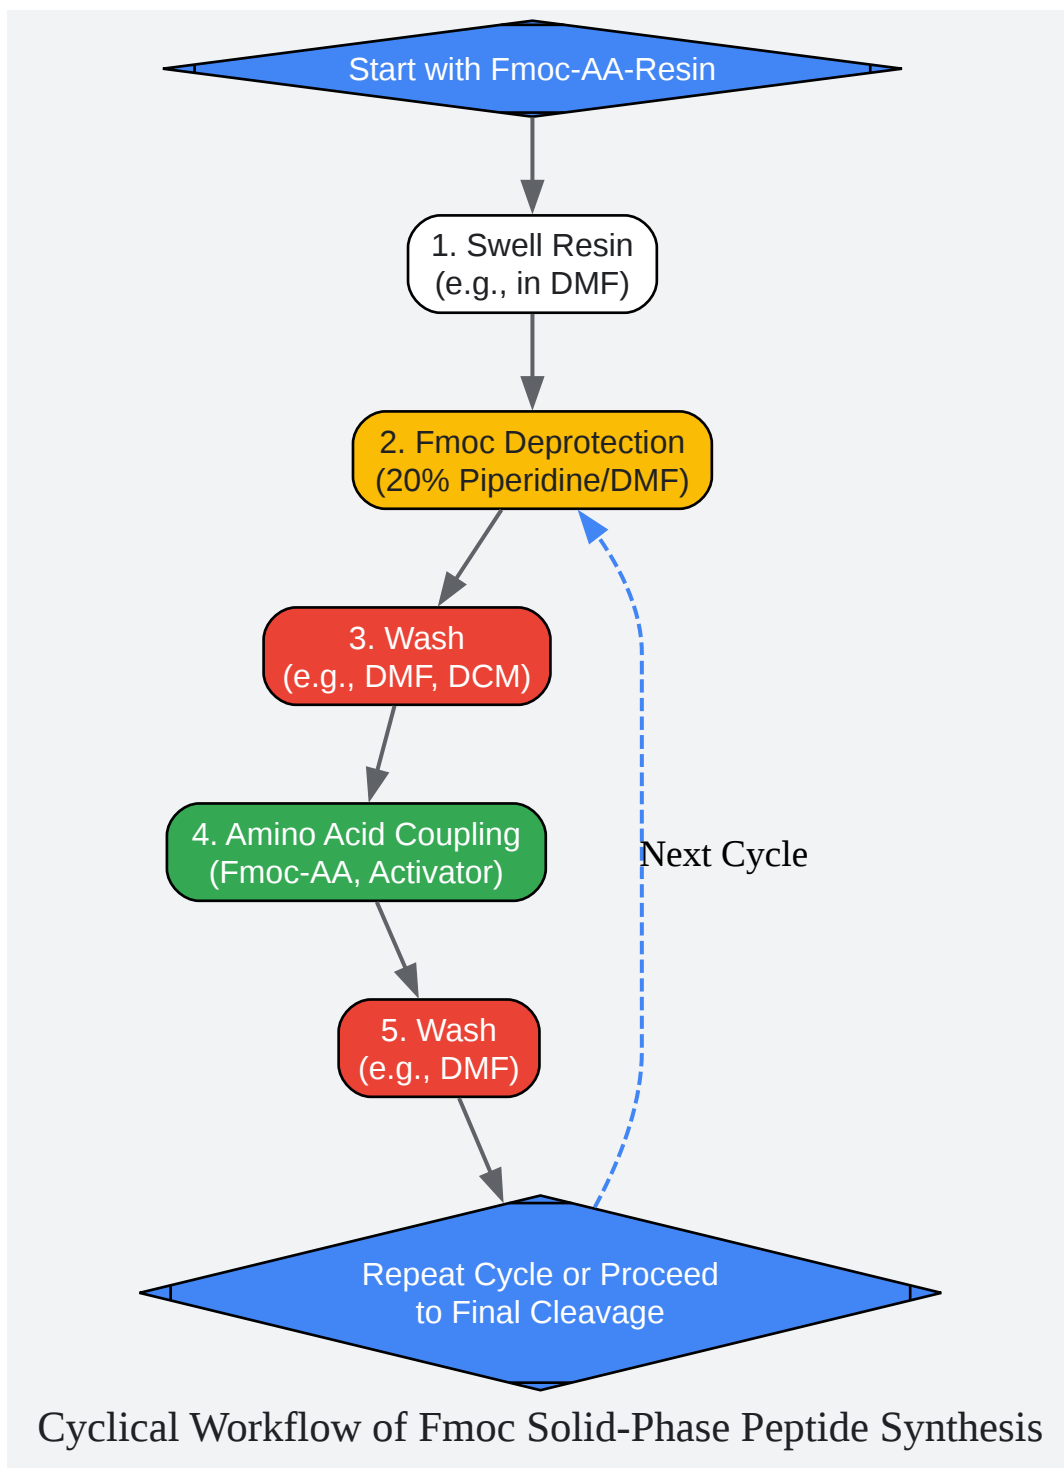 Start with Fmoc-AA-Resin
1. Swell Resin
(e.g., in DMF)
2. Fmoc Deprotection
(20% Piperidine/DMF)
3. Wash
(e.g., DMF, DCM)
4. Amino Acid Coupling
(Fmoc-AA, Activator)
Next Cycle
5. Wash
(e.g., DMF)
Repeat Cycle or Proceed
to Final Cleavage
Cyclical Workflow of Fmoc Solid-Phase Peptide Synthesis